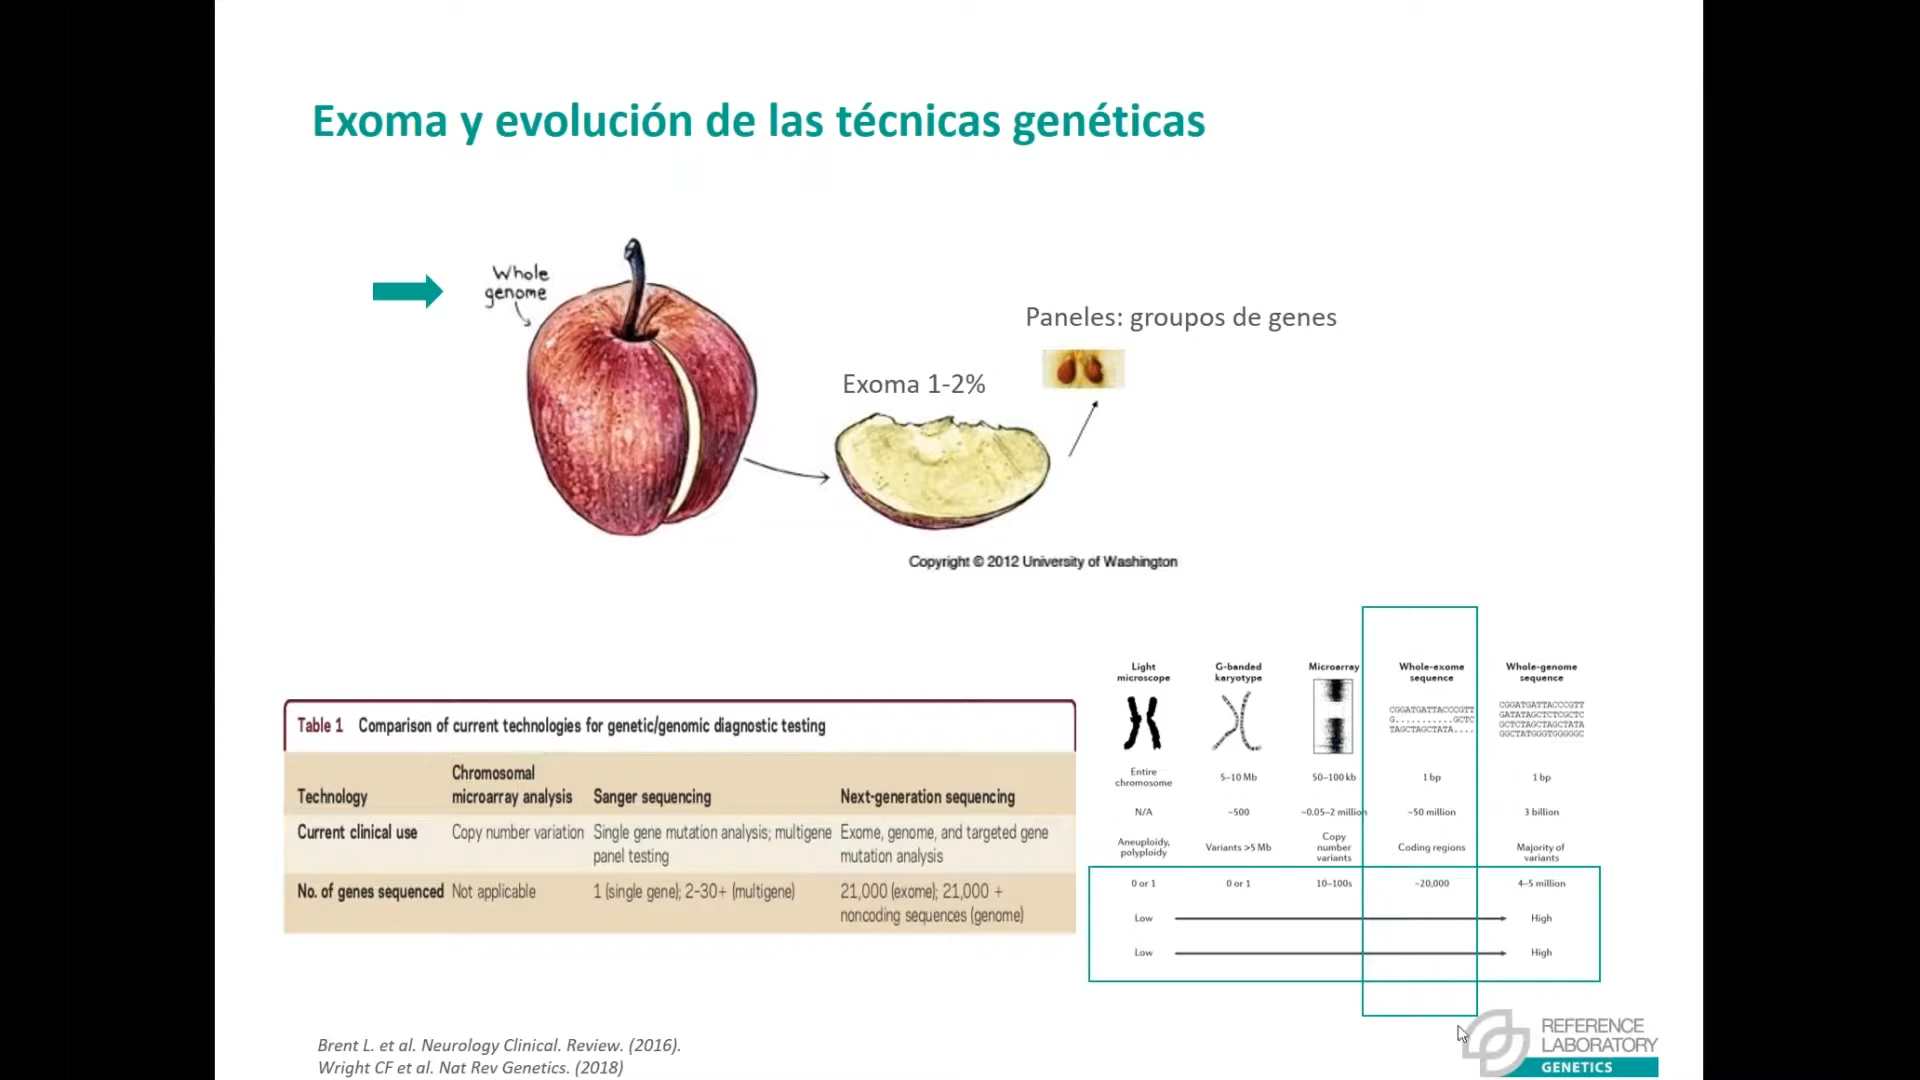 Exoma y evolución de las técnicas genéticas
Whole
genome
Paneles: groupos de genes
Exoma 1-2%
Copyright © 2012 University of Washington
Table 1 Comparison of current technologies for genetic/genomic diagnostic testing
Technology Chromosomal microarray analysis Sanger sequencing Next-generation sequencing
Current clinical use Copy number variation Single gene mutation analysis; multigene panel testing Exome, genome, and targeted gene mutation analysis
No. of genes sequenced Not applicable 1 (single gene); 2-30+ (multigene) 21,000 (exome); 21,000 + noncoding sequences (genome)
Light microscope G-banded karyotype Microarray Whole-exome sequence Whole-genome sequence
CGGATGATTACCCGTT
G...........GCTC
TAGCTAGCTATA....
CGGATGATTACCCGTT
GATATAGCTCTCGCTC
GCTCTAGCTAGCTATA
GGCTATGGGTGGGGGC
Entire chromosome 5–10 Mb 50–100 kb 1 bp 1 bp
N/A ~500 ~0.05–2 million ~50 million 3 billion
Aneuploidy, polyploidy Variants >5 Mb Copy number variants Coding regions Majority of variants
0 or 1 0 or 1 10–100s ~20,000 4–5 million
Low High
Low High
Brent L. et al. Neurology Clinical. Review. (2016).
Wright CF et al. Nat Rev Genetics. (2018)
REFERENCE
LABORATORY
GENETICS